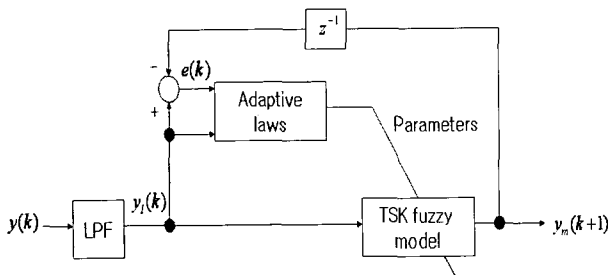 z⁻¹
-
e(k)
+
Adaptive
laws
Parameters
y(k)
LPF
y_l(k)
TSK fuzzy
model
y_m(k+1)